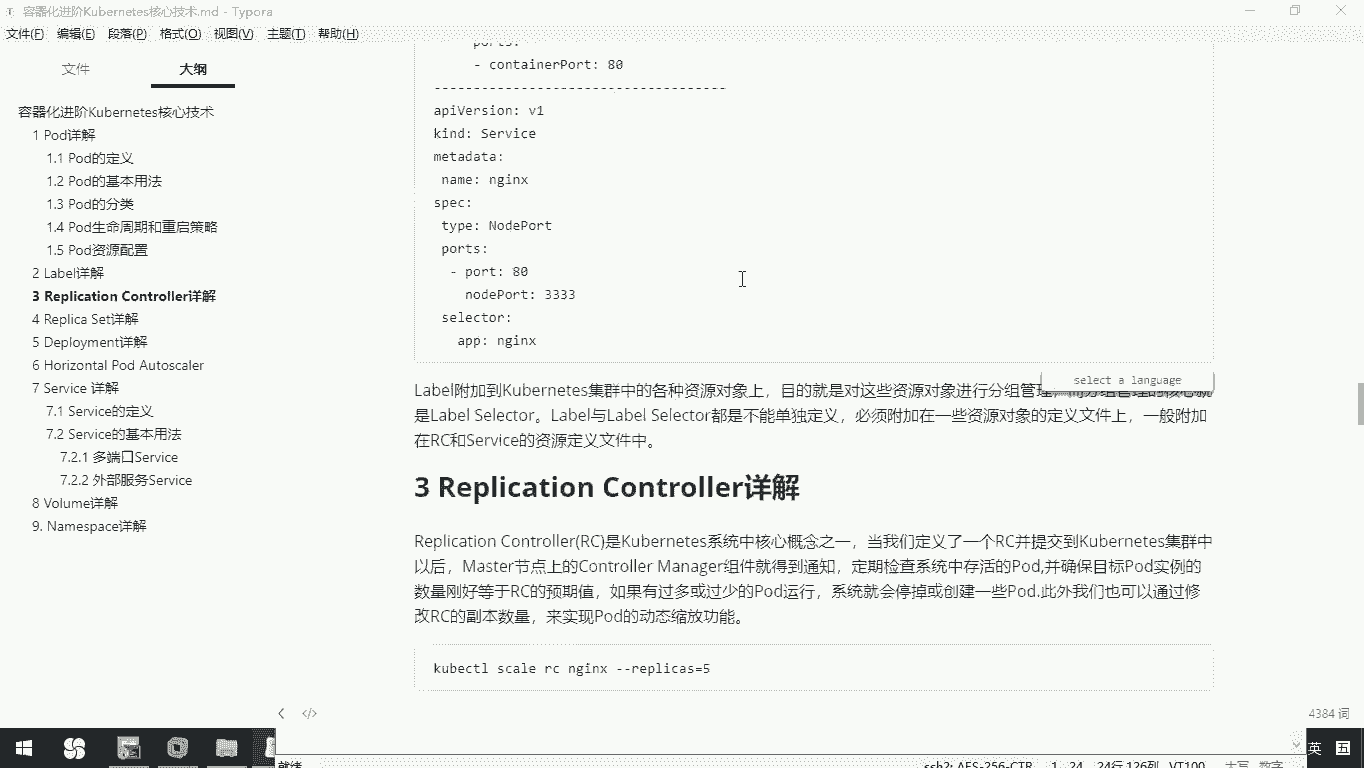 容器化进阶Kubernetes核心技术.md - Typora
文件(F) 编辑(E) 段落(P) 格式(O) 视图(V) 主题(T) 帮助(H)
文件 大纲
容器化进阶Kubernetes核心技术
1 Pod详解
1.1 Pod的定义
1.2 Pod的基本用法
1.3 Pod的分类
1.4 Pod生命周期和重启策略
1.5 Pod资源配置
2 Label详解
3 Replication Controller详解
4 Replica Set详解
5 Deployment详解
6 Horizontal Pod Autoscaler
7 Service 详解
7.1 Service的定义
7.2 Service的基本用法
7.2.1 多端口Service
7.2.2 外部服务Service
8 Volume详解
9. Namespace详解
ports:
- containerPort: 80
-------------------------------------
apiVersion: v1
kind: Service
metadata:
name: nginx
spec:
type: NodePort
ports:
- port: 80
nodePort: 3333
selector:
app: nginx
select a language
Label附加到Kubernetes集群中的各种资源对象上，目的就是对这些资源对象进行分组管理，而分组管理的核心就
是Label Selector。Label与Label Selector都是不能单独定义，必须附加在一些资源对象的定义文件上，一般附加
在RC和Service的资源定义文件中。
3 Replication Controller详解
Replication Controller(RC)是Kubernetes系统中核心概念之一，当我们定义了一个RC并提交到Kubernetes集群中
以后，Master节点上的Controller Manager组件就得到通知，定期检查系统中存活的Pod,并确保目标Pod实例的
数量刚好等于RC的预期值，如果有过多或过少的Pod运行，系统就会停掉或创建一些Pod.此外我们也可以通过修
改RC的副本数量，来实现Pod的动态缩放功能。
kubectl scale rc nginx --replicas=5
4384 词
英 五
就绪 ssh2: AES-256-CTR 1, 24 24行,126列 VT100 大写 数字